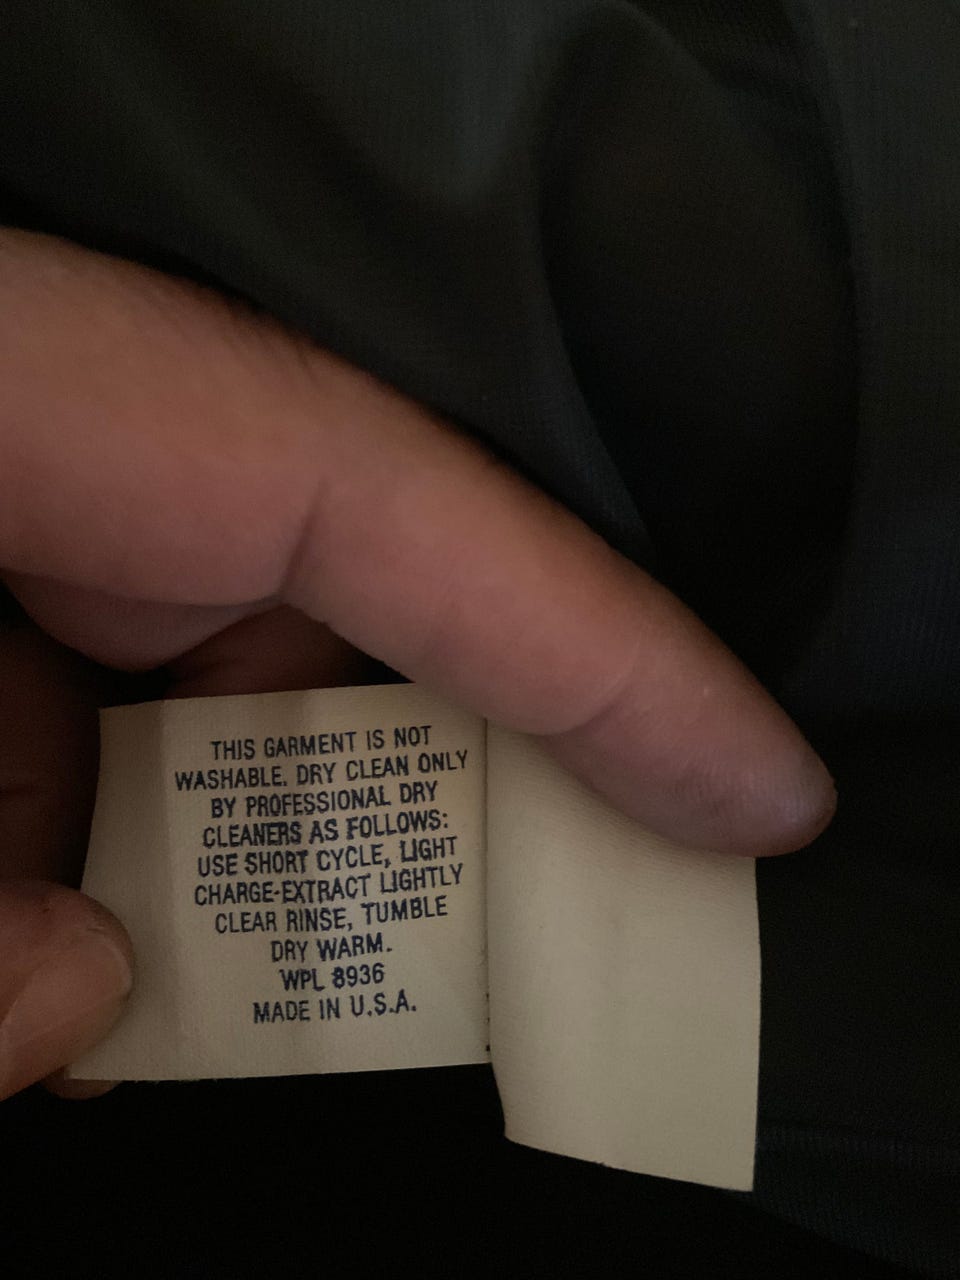 THIS GARMENT IS NOT
WASHABLE. DRY CLEAN ONLY
BY PROFESSIONAL DRY
CLEANERS AS FOLLOWS:
USE SHORT CYCLE, LIGHT
CHARGE-EXTRACT LIGHTLY
CLEAR RINSE, TUMBLE
DRY WARM.
WPL 8936
MADE IN U.S.A.